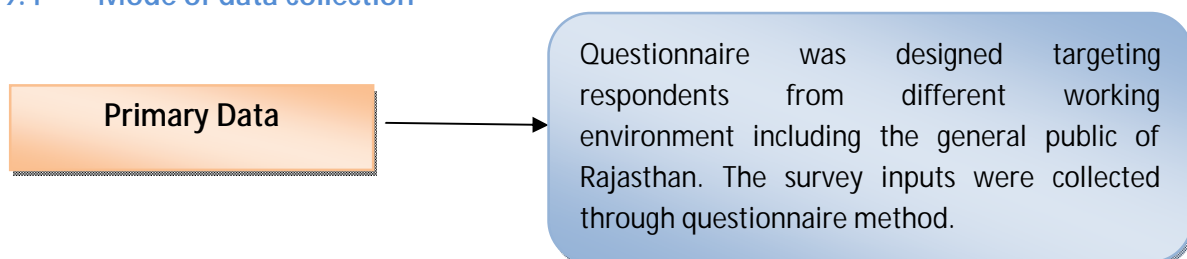 Mode of data collection
Primary Data
Questionnaire was designed targeting
respondents from different working
environment including the general public of
Rajasthan. The survey inputs were collected
through questionnaire method.